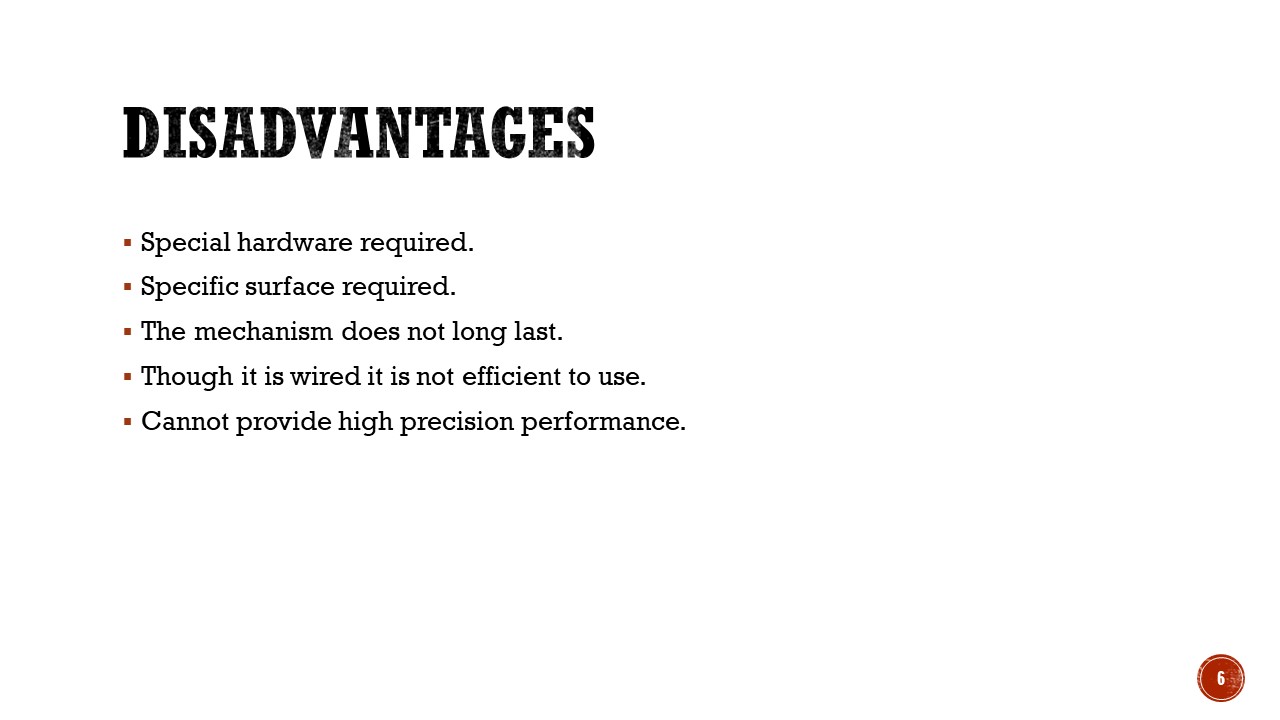 DISADVANTAGES
▪ Special hardware required.
▪ Specific surface required.
▪ The mechanism does not long last.
▪ Though it is wired it is not efficient to use.
▪ Cannot provide high precision performance.
6